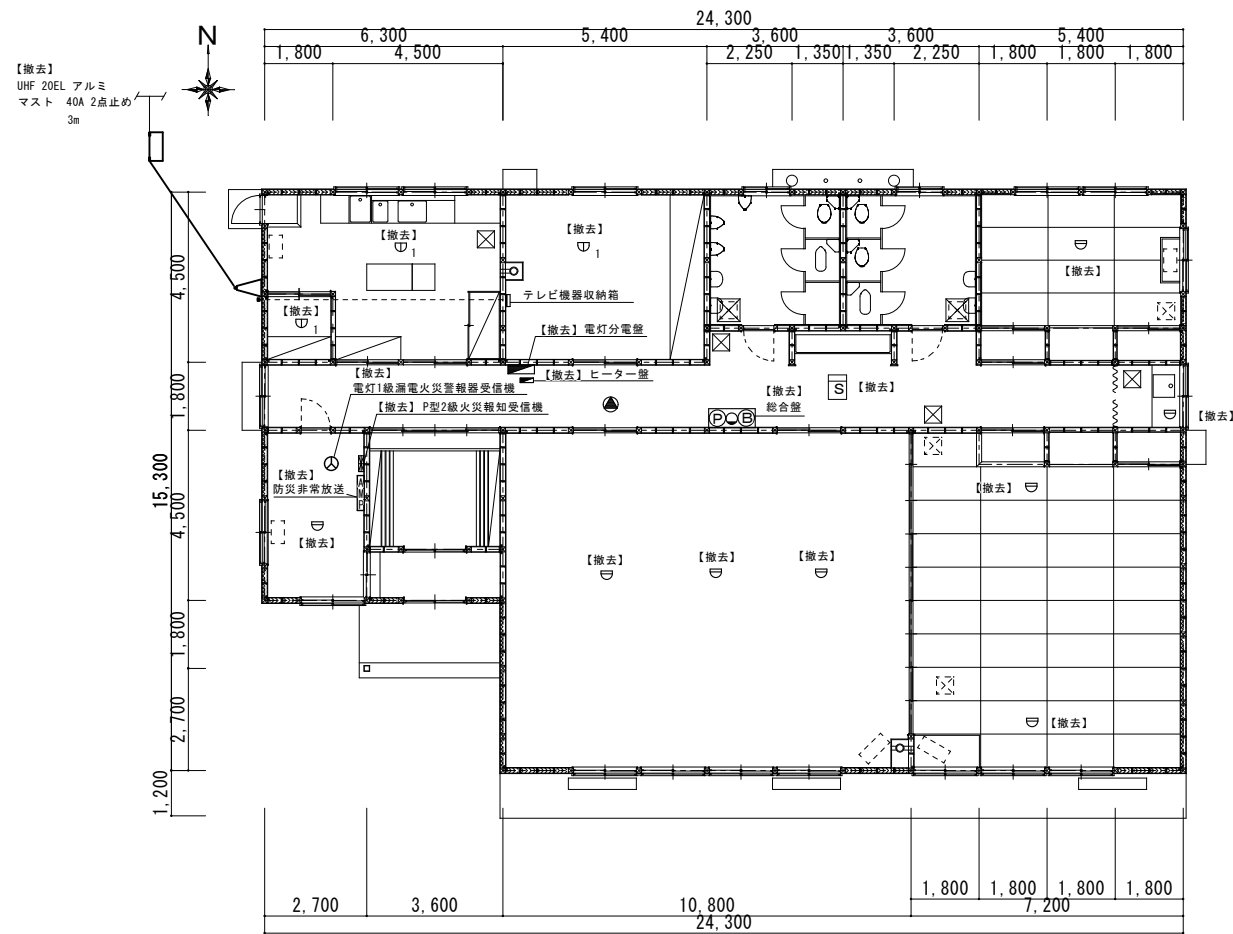 24,300
6,300
5,400
3,600
3,600
5,400
1,800
4,500
2,250
1,350
1,350
2,250
1,800
1,800
1,800
N
【撤去】
UHF 20EL アルミ
マスト 40A 2点止め
3m
【撤去】
1
【撤去】
1
【撤去】
【撤去】
1
テレビ機器収納箱
【撤去】電灯分電盤
【撤去】ヒーター盤
【撤去】
電灯1級漏電火災警報器受信機
【撤去】P型2級火災報知受信機
【撤去】
総合盤
P
B
S
【撤去】
【撤去】
【撤去】
防災非常放送
AMP
【撤去】
【撤去】
【撤去】
【撤去】
【撤去】
【撤去】
4,500
1,800
15,300
4,500
1,800
2,700
1,200
1,800
1,800
1,800
1,800
2,700
3,600
10,800
7,200
24,300